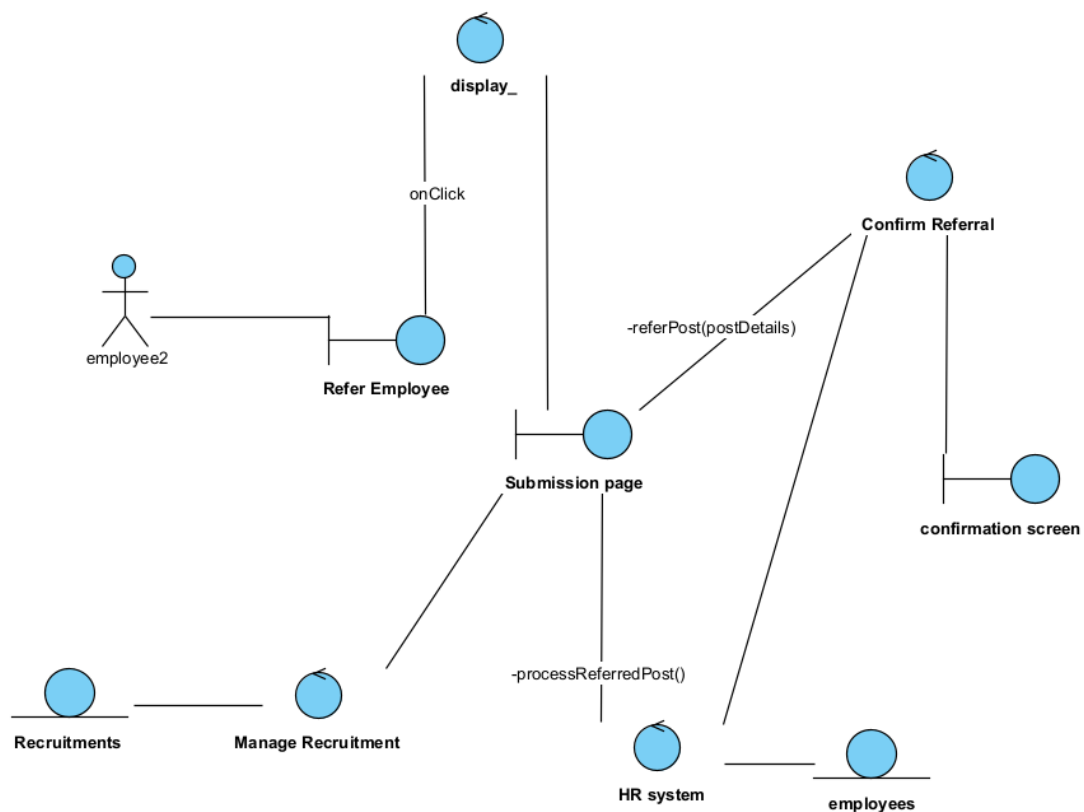 display_
onClick
Confirm Referral
employee2
Refer Employee
-referPost(postDetails)
Submission page
confirmation screen
-processReferredPost()
Recruitments
Manage Recruitment
HR system
employees